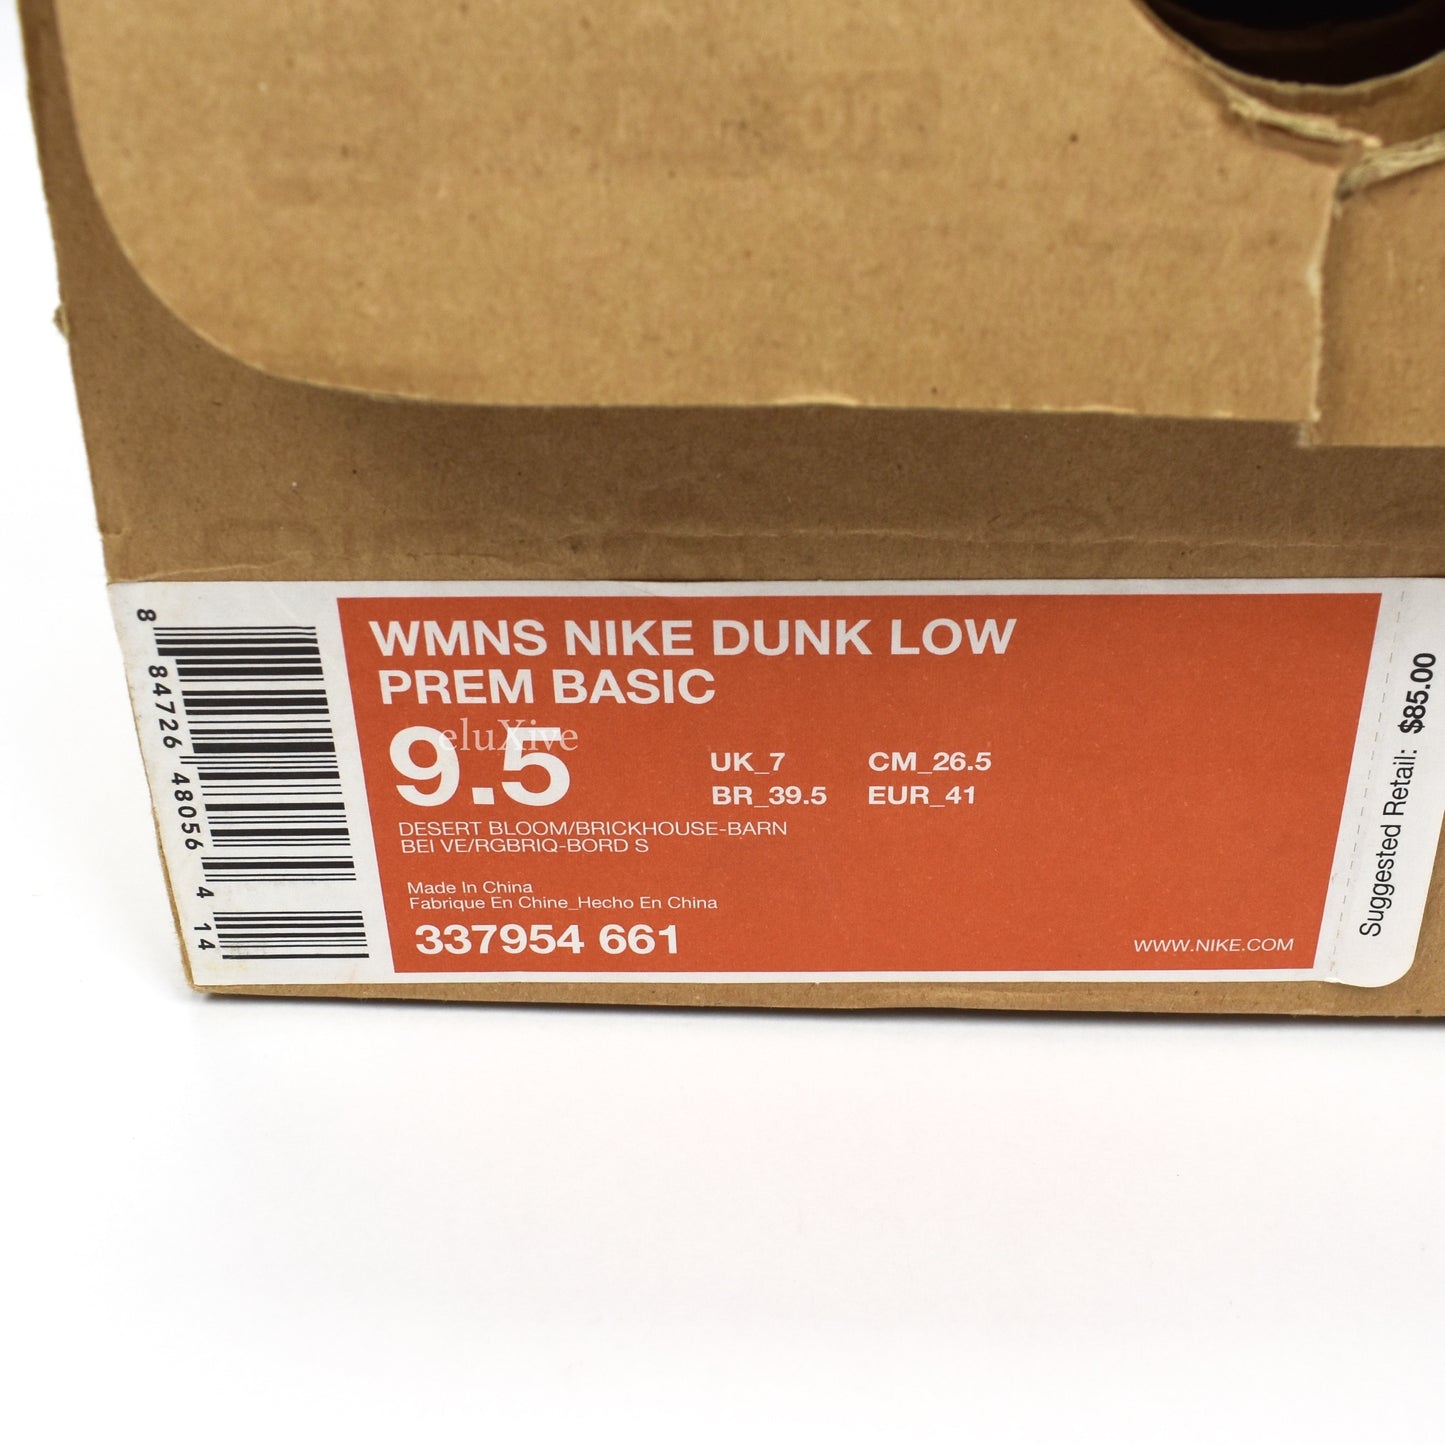 WMNS NIKE DUNK LOW
PREM BASIC
eluXive
9.5
UK_7 CM_26.5
BR_39.5 EUR_41
DESERT BLOOM/BRICKHOUSE-BARN
BEI VE/RGBRIQ-BORD S
Made In China
Fabrique En Chine_Hecho En China
337954 661
WWW.NIKE.COM
8 84726 48056 4 14
Suggested Retail: $85.00